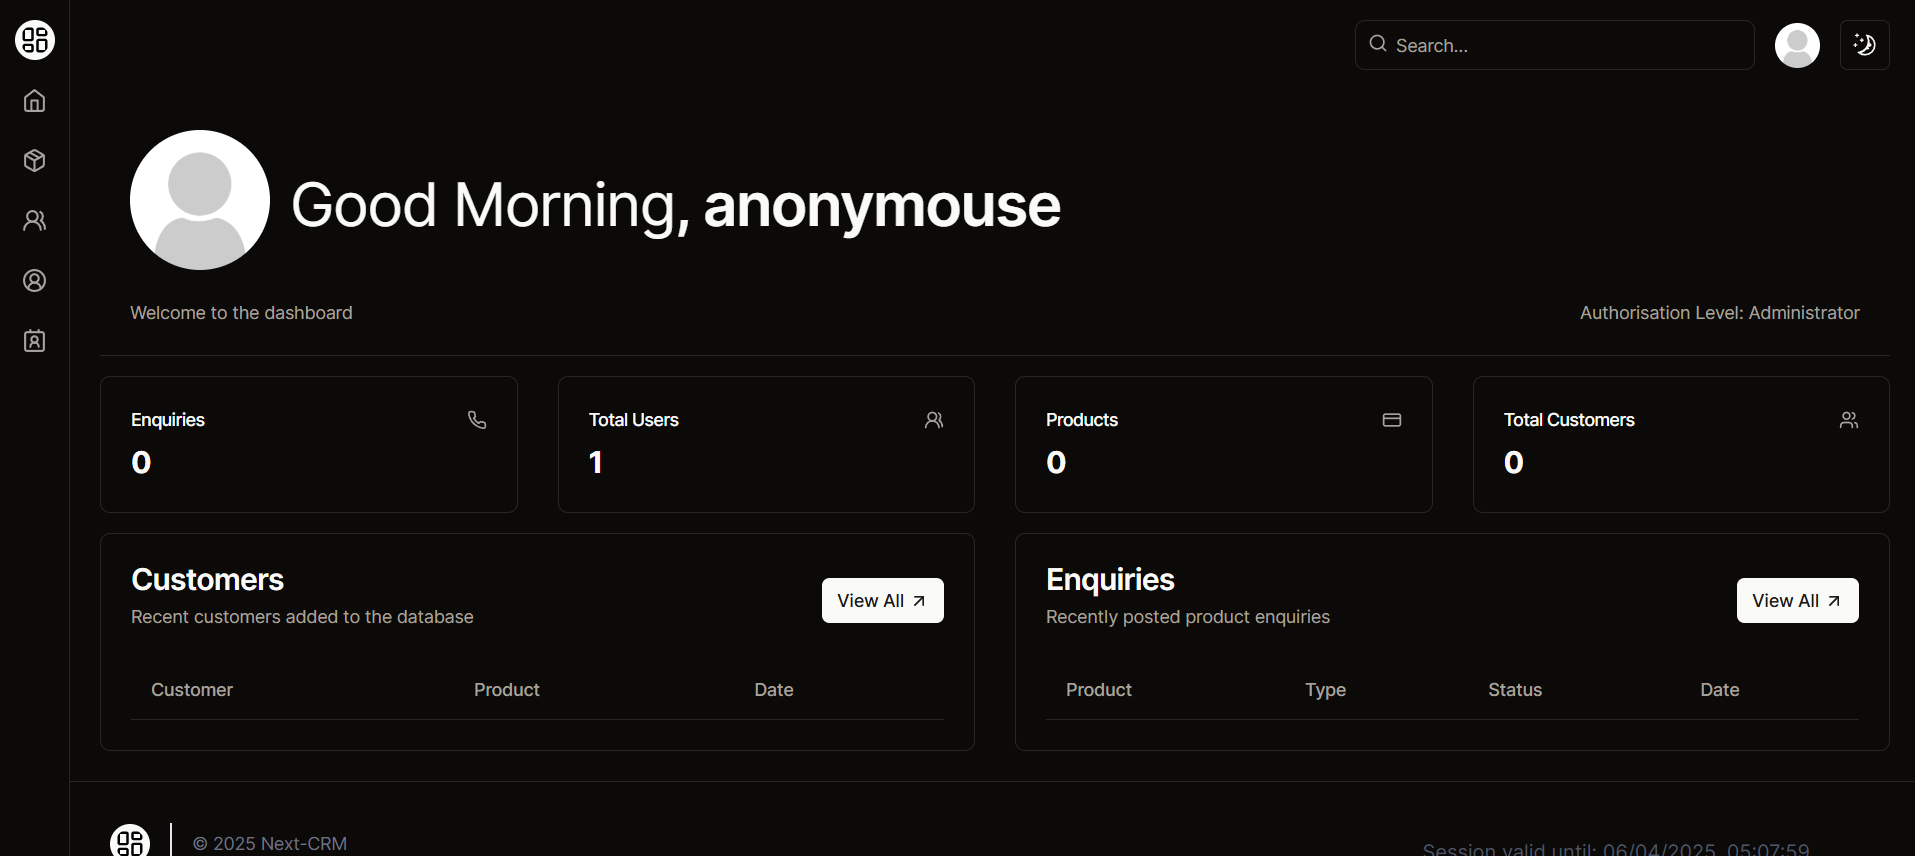 Search...
Good Morning, anonymouse
Welcome to the dashboard
Authorisation Level: Administrator
Enquiries
0
Total Users
1
Products
0
Total Customers
0
Customers
Recent customers added to the database
View All
Customer Product Date
Enquiries
Recently posted product enquiries
View All
Product Type Status Date
© 2025 Next-CRM
Session valid until: 06/04/2025, 05:07:59